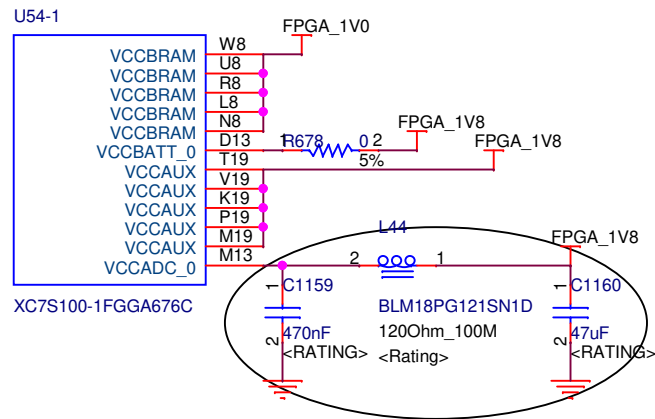 U54-1
FPGA_1V0
VCCBRAM W8
VCCBRAM U8
VCCBRAM R8
VCCBRAM L8
VCCBRAM N8
VCCBATT_0 D13 1 R678 0 2 FPGA_1V8
5%
VCCAUX T19 FPGA_1V8
VCCAUX V19
VCCAUX K19
VCCAUX P19
VCCAUX M19
VCCADC_0 M13
L44
2 1
FPGA_1V8
XC7S100-1FGGA676C
1 C1159
2 470nF
<RATING>
BLM18PG121SN1D
120Ohm_100M
<Rating>
1 C1160
2 47uF
<RATING>